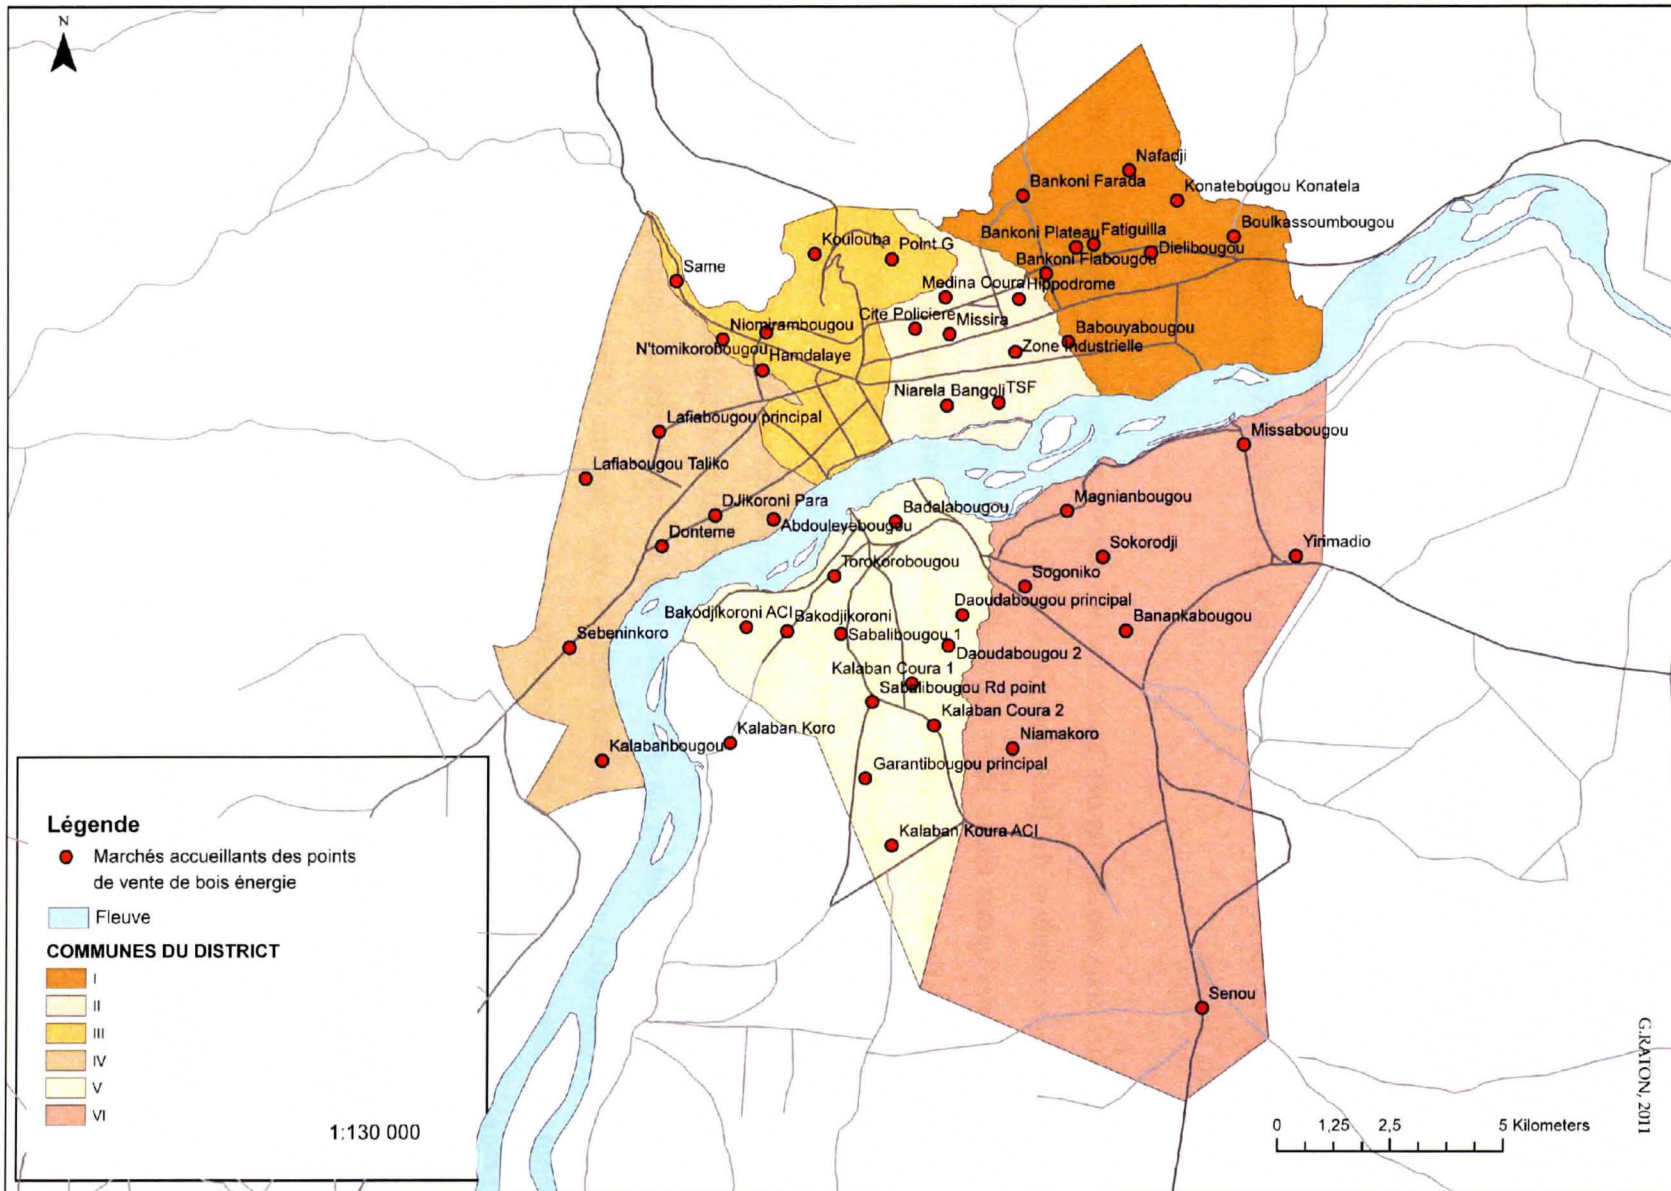 N
Nafadji
Bankoni Farada
Konatebougou Konatela
Boulkassoumbougou
Bankoni Plateau
Fatiguilla
Dielibougou
Koulouba
Point G
Bankoni Flabougou
Same
Medina Coura
Hippodrome
Cite Policiere
Missira
Niomirambougou
Babouyabougou
N'tomikorobougou
Zone Industrielle
Hamdalaye
Niarela Bangoli
TSF
Lafiabougou principal
Missabougou
Lafiabougou Taliko
DJikoroni Para
Magnianbougou
Badalabougou
Abdouleyebougou
Donteme
Sokorodji
Yirimadio
Torokorobougou
Sogoniko
Daoudabougou principal
Bakodjikoroni ACI
Bakodjikoroni
Banankabougou
Sebeninkoro
Sabalibougou 1
Daoudabougou 2
Kalaban Coura 1
Sabalibougou Rd point
Kalaban Coura 2
Kalaban Koro
Kalabanbougou
Niamakoro
Garantibougou principal
Kalaban Koura ACI
Senou
Légende
Marchés accueillants des points
de vente de bois énergie
Fleuve
COMMUNES DU DISTRICT
I
II
III
IV
V
VI
1:130 000
0 1,25 2,5 5 Kilometers
G.RATON, 2011